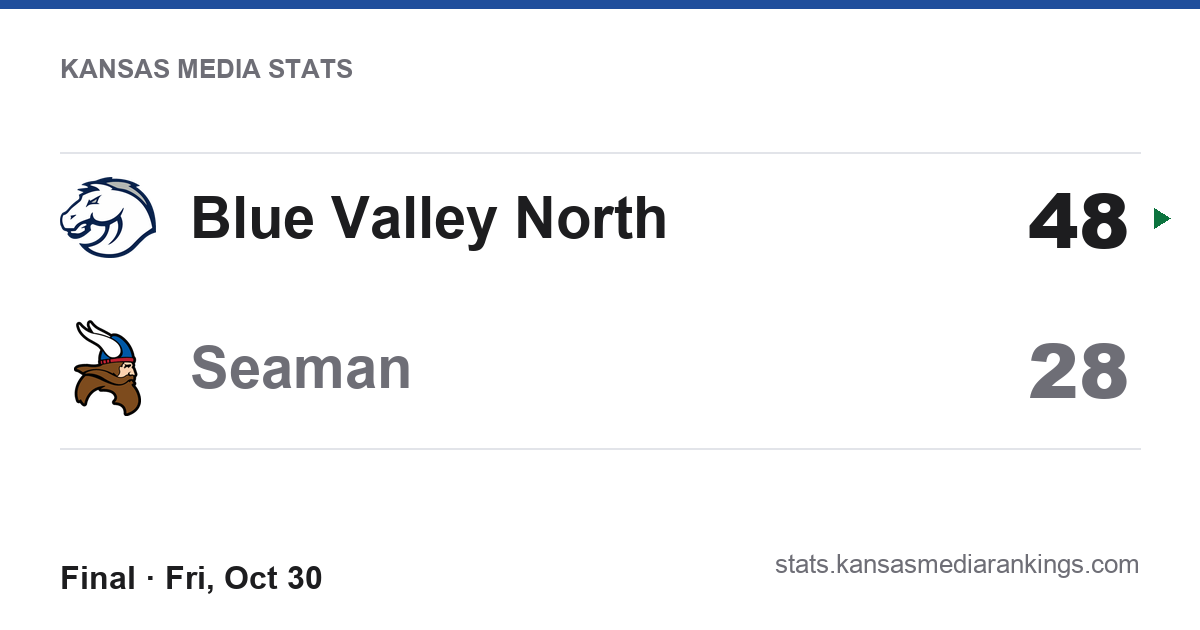 KANSAS MEDIA STATS
Blue Valley North 48
Seaman 28
Final · Fri, Oct 30
stats.kansasmediarankings.com